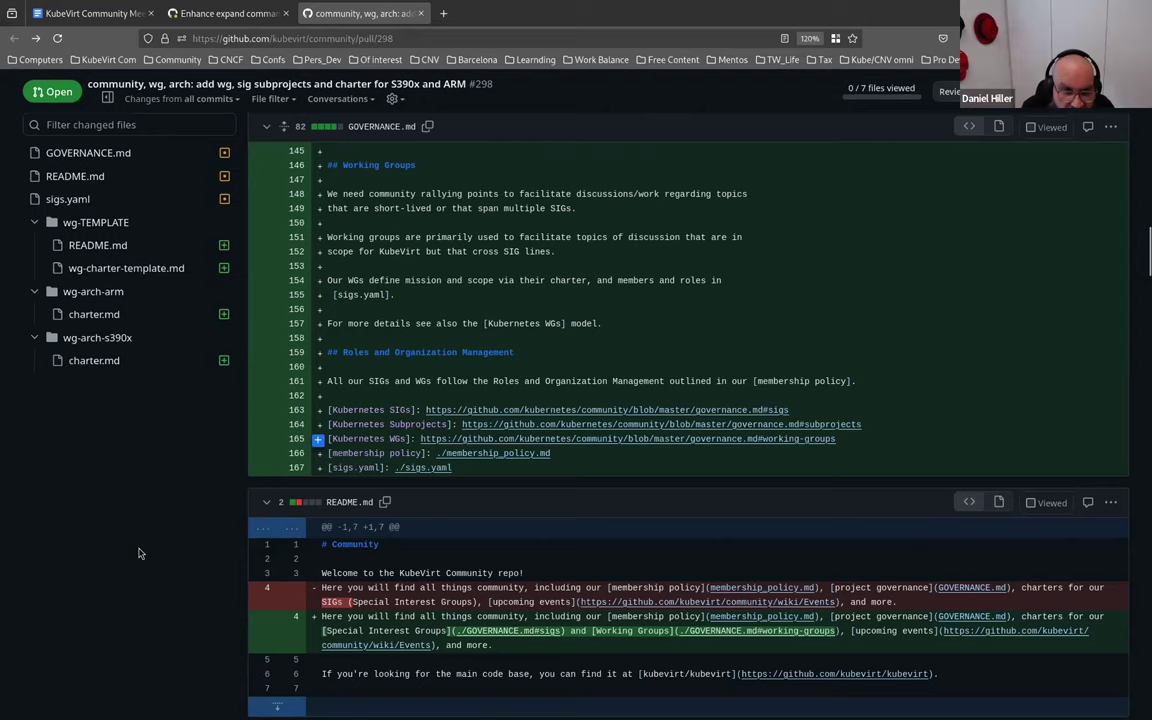 KubeVirt Community Mee
Enhance expand comman
community, wg, arch: add
https://github.com/kubevirt/community/pull/298
120%
Computers
KubeVirt Com
Community
CNCF
Confs
Pers_Dev
Of interest
CNV
Barcelona
Learnding
Work Balance
Free Content
Mentos
TW_Life
Tax
Kube/CNV omni
Pro De
Open
community, wg, arch: add wg, sig subprojects and charter for S390x and ARM #298
Changes from all commits
File filter
Conversations
0 / 7 files viewed
Revie
Daniel Hiller
Filter changed files
GOVERNANCE.md
README.md
sigs.yaml
wg-TEMPLATE
README.md
wg-charter-template.md
wg-arch-arm
charter.md
wg-arch-s390x
charter.md
82 GOVERNANCE.md
Viewed
145 +
146 + ## Working Groups
147 +
148 + We need community rallying points to facilitate discussions/work regarding topics
149 + that are short-lived or that span multiple SIGs.
150 +
151 + Working groups are primarily used to facilitate topics of discussion that are in
152 + scope for KubeVirt but that cross SIG lines.
153 +
154 + Our WGs define mission and scope via their charter, and members and roles in
155 + [sigs.yaml].
156 +
157 + For more details see also the [Kubernetes WGs] model.
158 +
159 + ## Roles and Organization Management
160 +
161 + All our SIGs and WGs follow the Roles and Organization Management outlined in our [membership policy].
162 +
163 + [Kubernetes SIGs]: https://github.com/kubernetes/community/blob/master/governance.md#sigs
164 + [Kubernetes Subprojects]: https://github.com/kubernetes/community/blob/master/governance.md#subprojects
165 + [Kubernetes WGs]: https://github.com/kubernetes/community/blob/master/governance.md#working-groups
166 + [membership policy]: ./membership_policy.md
167 + [sigs.yaml]: ./sigs.yaml
2 README.md
Viewed
... ... @@ -1,7 +1,7 @@
1 1 # Community
2 2
3 3 Welcome to the KubeVirt Community repo!
4 - Here you will find all things community, including our [membership policy](membership_policy.md), [project governance](GOVERNANCE.md), charters for our
SIGs (Special Interest Groups), [upcoming events](https://github.com/kubevirt/community/wiki/Events), and more.
4 + Here you will find all things community, including our [membership policy](membership_policy.md), [project governance](GOVERNANCE.md), charters for our
[Special Interest Groups](./GOVERNANCE.md#sigs) and [Working Groups](./GOVERNANCE.md#working-groups), [upcoming events](https://github.com/kubevirt/
community/wiki/Events), and more.
5 5
6 6 If you're looking for the main code base, you can find it at [kubevirt/kubevirt](https://github.com/kubevirt/kubevirt).
7 7